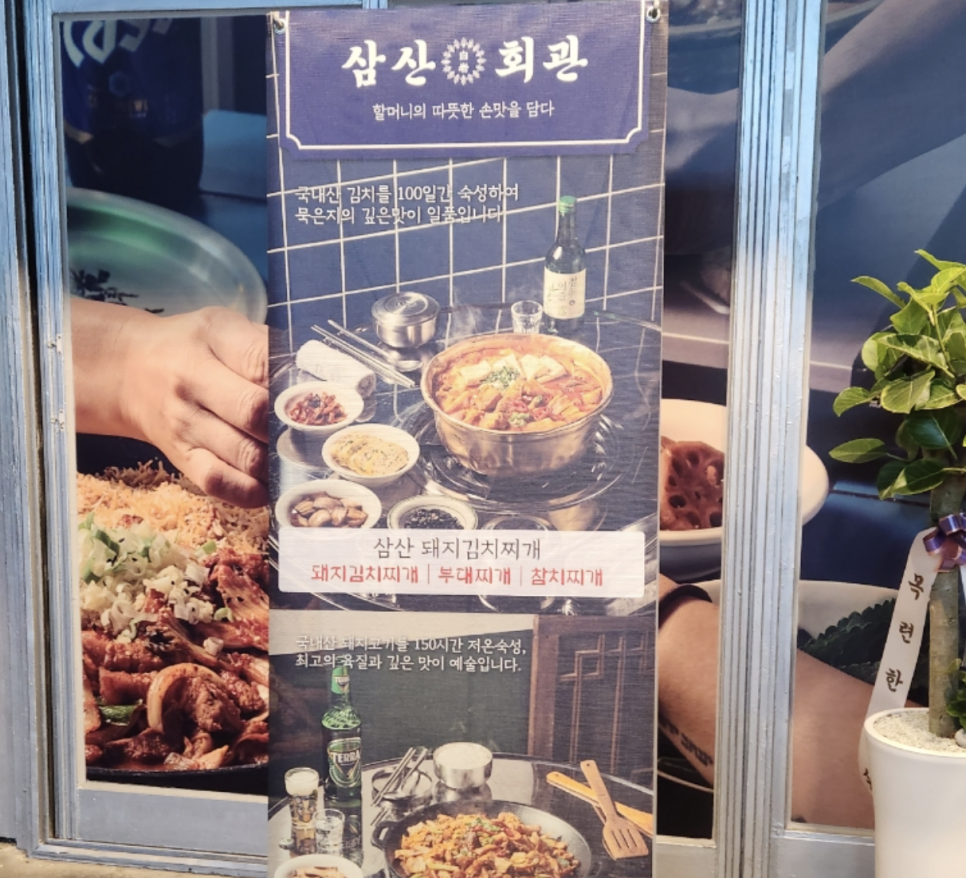 삼산 회관
할머니의 따뜻한 손맛을 담다
국내산 김치를 100일간 숙성하여
묵은지의 깊은맛이 일품입니다
삼산 돼지김치찌개
돼지김치찌개 | 부대찌개 | 참치찌개
국내산 돼지고기를 150시간 저온숙성,
최고의 육질과 깊은 맛이 예술입니다.
TERRA
목
련
한